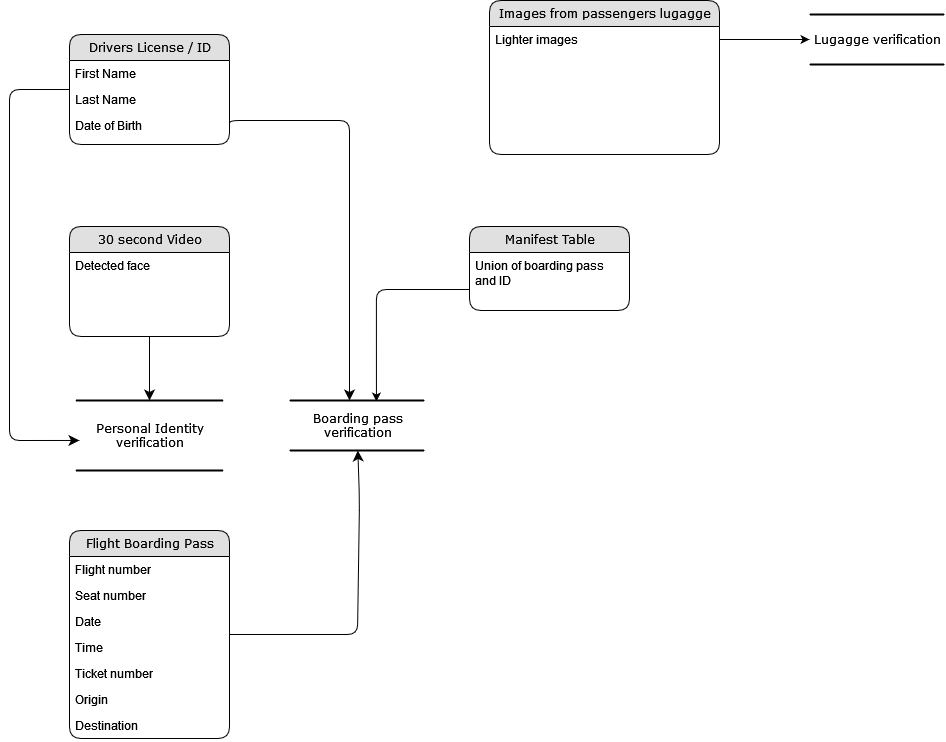 Images from passengers lugagge
Lighter images
Lugagge verification
Drivers License / ID
First Name
Last Name
Date of Birth
30 second Video
Detected face
Manifest Table
Union of boarding pass
and ID
Personal Identity
verification
Boarding pass
verification
Flight Boarding Pass
Flight number
Seat number
Date
Time
Ticket number
Origin
Destination